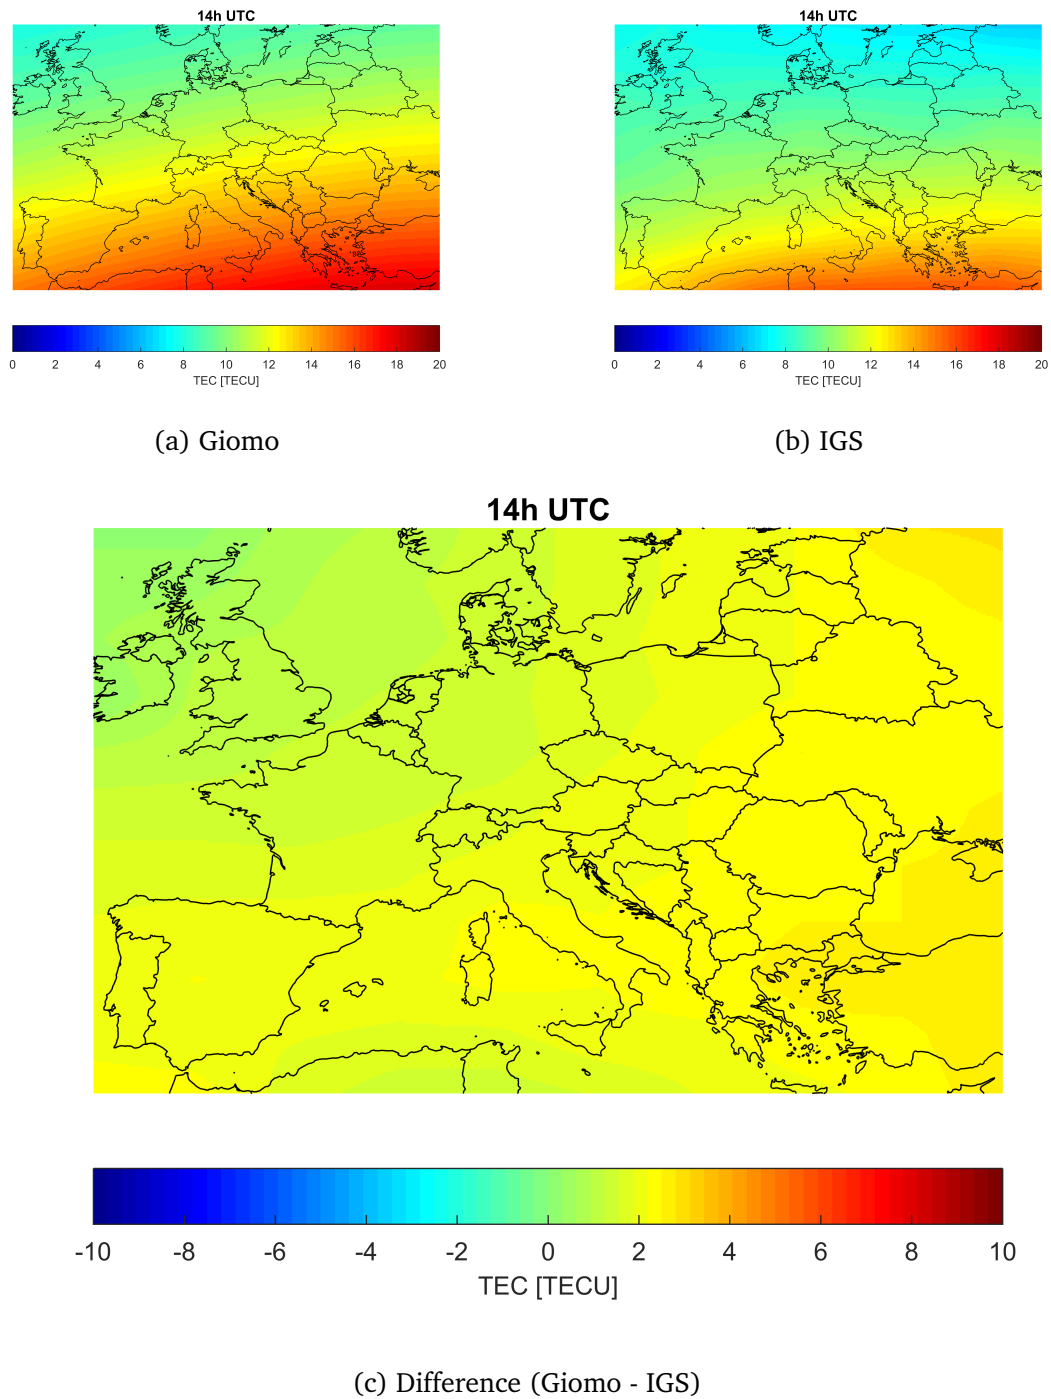 14h UTC
14h UTC
0 2 4 6 8 10 12 14 16 18 20
TEC [TECU]
0 2 4 6 8 10 12 14 16 18 20
TEC [TECU]
(a) Giomo
(b) IGS
14h UTC
-10 -8 -6 -4 -2 0 2 4 6 8 10
TEC [TECU]
(c) Difference (Giomo - IGS)